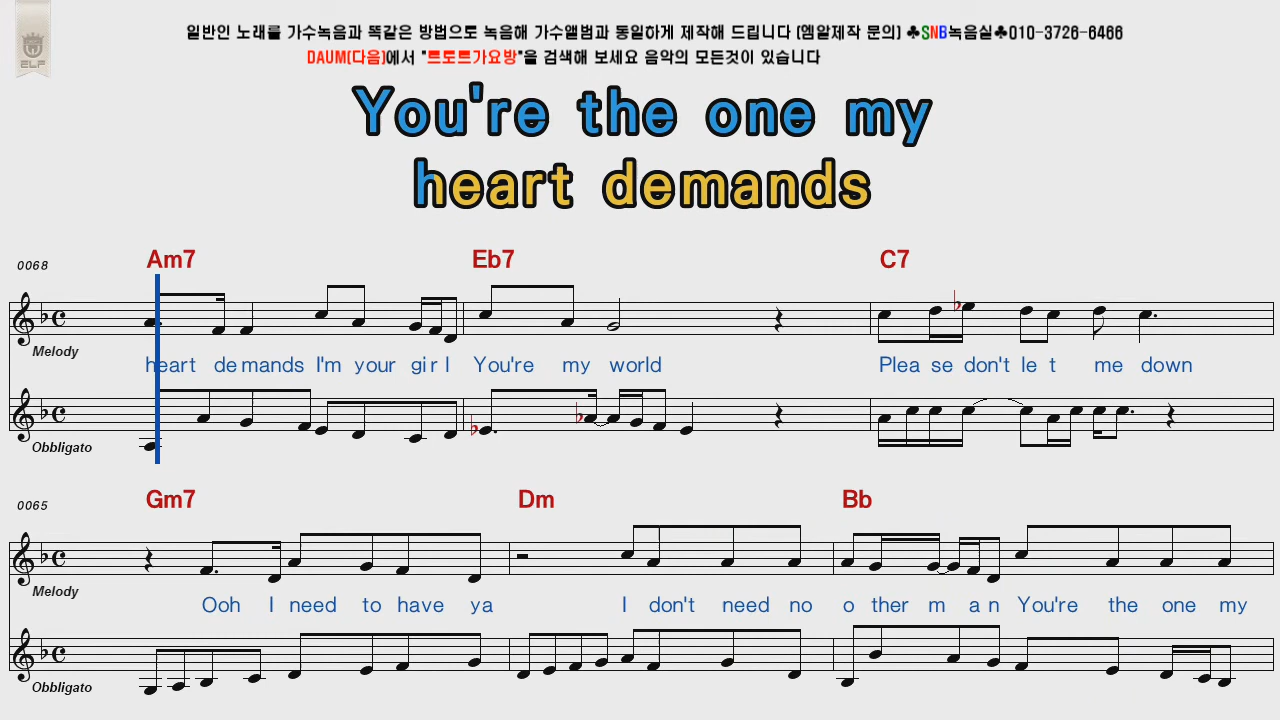 일반인 노래를 가수녹음과 똑같은 방법으로 녹음해 가수앨범과 동일하게 제작해 드립니다 (엠알제작 문의) ♣SNB녹음실♣010-3726-6466
DAUM(다음)에서 "트로트가요방"을 검색해 보세요 음악의 모든것이 있습니다
ELF
You're the one my
heart demands
0068 Am7 Eb7 C7
Melody
heart de mands I'm your gi r l You're my world Plea se don't le t me down
Obbligato
0065 Gm7 Dm Bb
Melody
Ooh I need to have ya I don't need no o ther m a n You're the one my
Obbligato